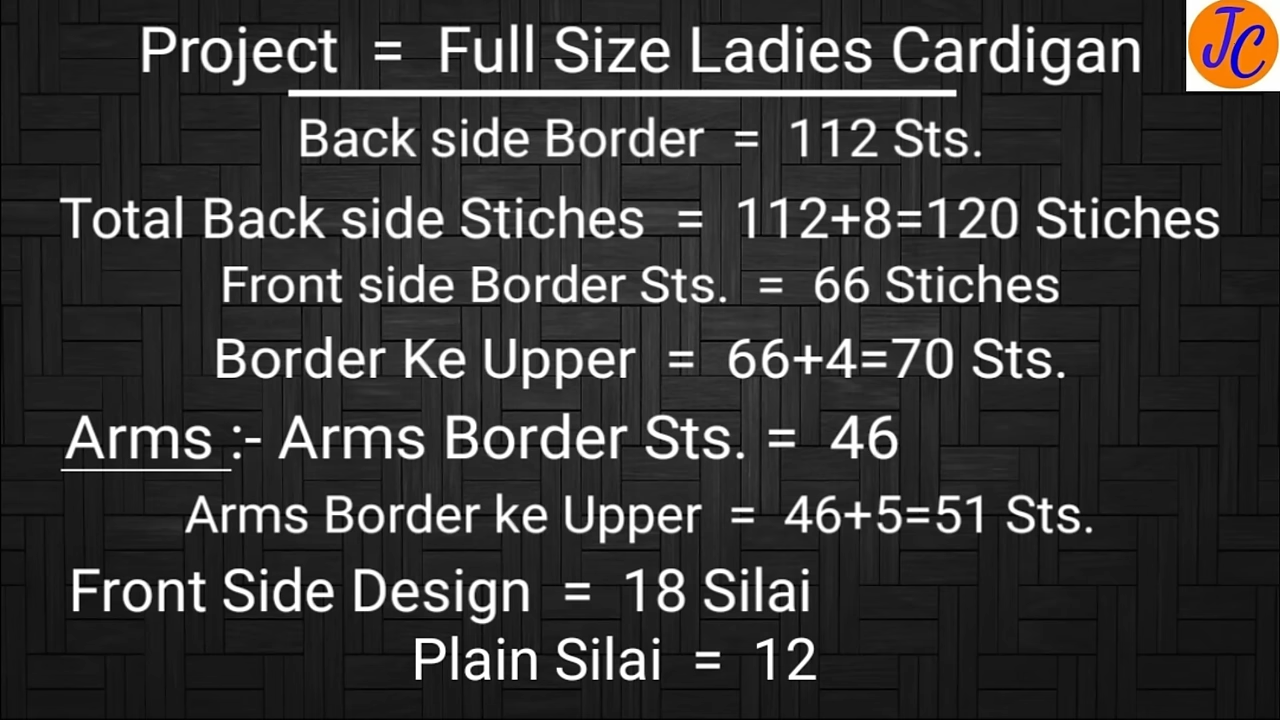 Project = Full Size Ladies Cardigan
JC
Back side Border = 112 Sts.
Total Back side Stiches = 112+8=120 Stiches
Front side Border Sts. = 66 Stiches
Border Ke Upper = 66+4=70 Sts.
Arms :- Arms Border Sts. = 46
Arms Border ke Upper = 46+5=51 Sts.
Front Side Design = 18 Silai
Plain Silai = 12